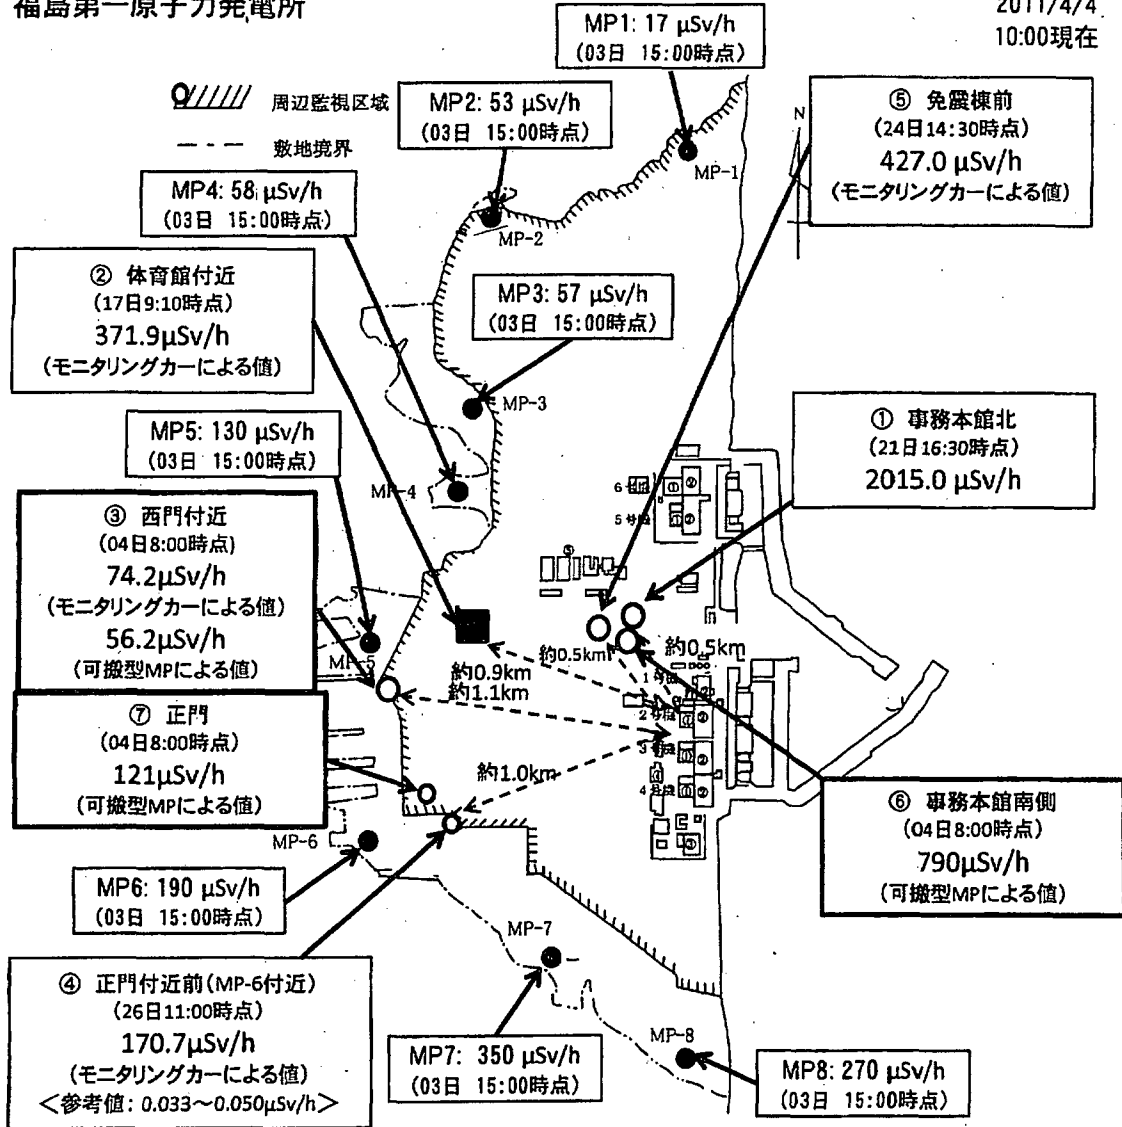 福島第一原子力発電所
2011/4/4
10:00現在
MP1: 17 μSv/h
(03日 15:00時点)
周辺監視区域
敷地境界
MP2: 53 μSv/h
(03日 15:00時点)
⑤ 免震棟前
(24日14:30時点)
427.0 μSv/h
(モニタリングカーによる値)
N
MP-1
MP4: 58 μSv/h
(03日 15:00時点)
MP-2
② 体育館付近
(17日9:10時点)
371.9μSv/h
(モニタリングカーによる値)
MP3: 57 μSv/h
(03日 15:00時点)
MP-3
① 事務本館北
(21日16:30時点)
2015.0 μSv/h
MP5: 130 μSv/h
(03日 15:00時点)
MP-4
③ 西門付近
(04日8:00時点)
74.2μSv/h
(モニタリングカーによる値)
56.2μSv/h
(可搬型MPによる値)
MP-5
約0.5km
約0.5km
約0.9km
約1.1km
⑦ 正門
(04日8:00時点)
121μSv/h
(可搬型MPによる値)
約1.0km
⑥ 事務本館南側
(04日8:00時点)
790μSv/h
(可搬型MPによる値)
MP-6
MP6: 190 μSv/h
(03日 15:00時点)
MP-7
④ 正門付近前(MP-6付近)
(26日11:00時点)
170.7μSv/h
(モニタリングカーによる値)
<参考値: 0.033~0.050μSv/h>
MP7: 350 μSv/h
(03日 15:00時点)
MP-8
MP8: 270 μSv/h
(03日 15:00時点)